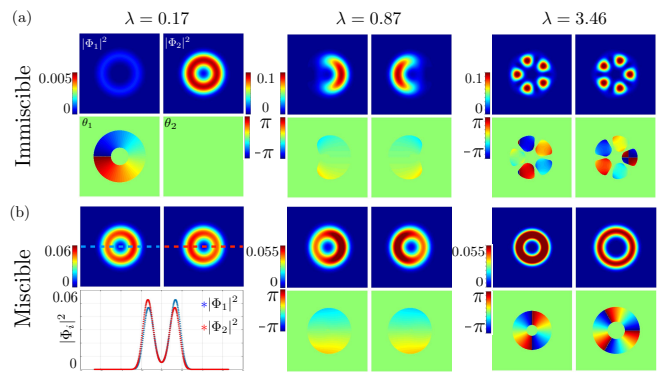 (a) λ = 0.17 λ = 0.87 λ = 3.46
Immiscible
|Φ₁|² |Φ₂|²
0.005 0.1 0.1
0 0 0
θ₁ θ₂
π π
-π -π
(b)
Miscible
0.06 0.055 0.05
0 0 0
|Φᵢ|²
0.06
0
*|Φ₁|²
*|Φ₂|²
π π
-π -π